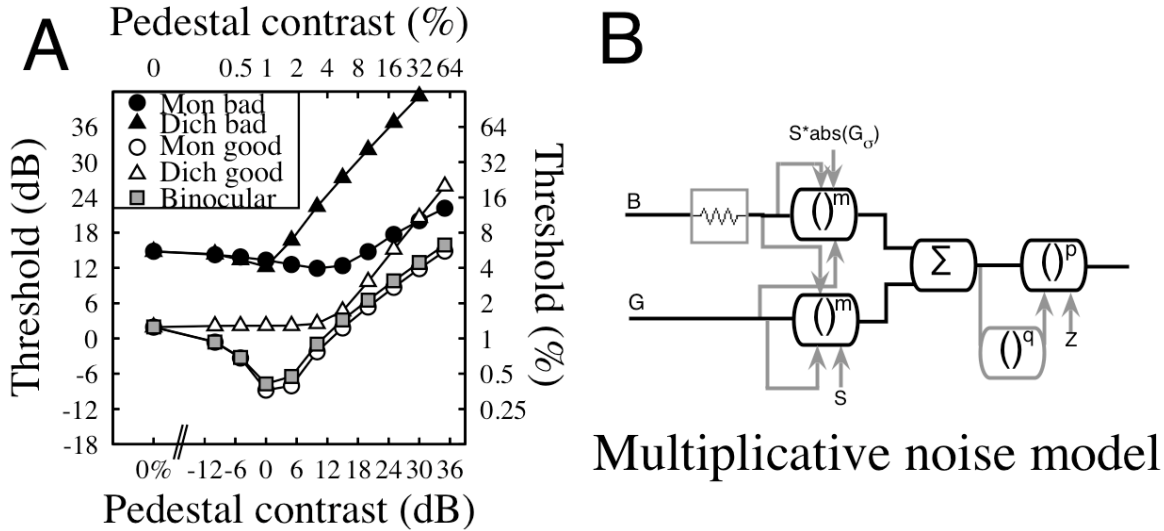 A
Pedestal contrast (%)
0 0.5 1 2 4 8 16 32 64
Mon bad
Dich bad
Mon good
Dich good
Binocular
Threshold (dB)
36
30
24
18
12
6
0
-6
-12
-18
64
32
16
8
4
2
1
0.5
0.25
Threshold (%)
0% -12 -6 0 6 12 18 24 30 36
Pedestal contrast (dB)
B
S*abs(Gσ)
B
()m
Σ
()p
G
()m
()q
Z
S
Multiplicative noise model